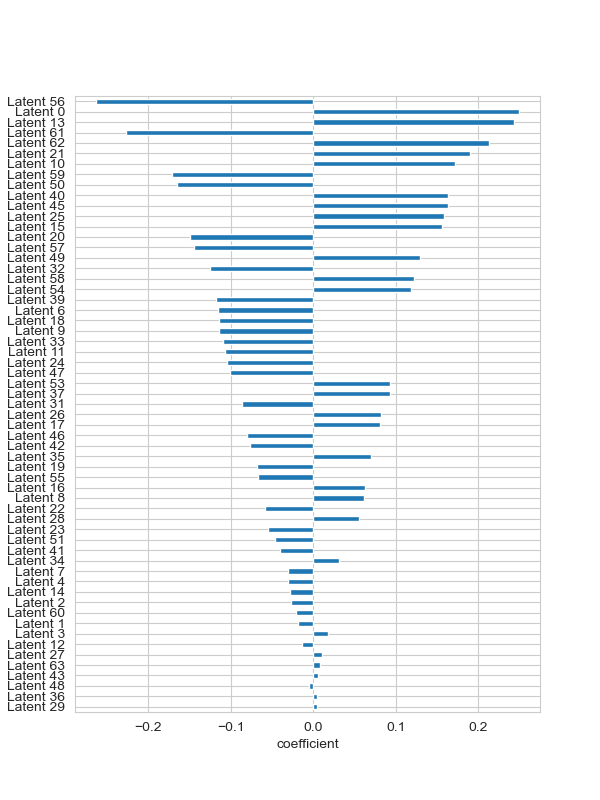 Latent 56
Latent 0
Latent 13
Latent 61
Latent 62
Latent 21
Latent 10
Latent 59
Latent 50
Latent 40
Latent 45
Latent 25
Latent 15
Latent 20
Latent 57
Latent 49
Latent 32
Latent 58
Latent 54
Latent 39
Latent 6
Latent 18
Latent 9
Latent 33
Latent 11
Latent 24
Latent 47
Latent 53
Latent 37
Latent 31
Latent 26
Latent 17
Latent 46
Latent 42
Latent 35
Latent 19
Latent 55
Latent 16
Latent 8
Latent 22
Latent 28
Latent 23
Latent 51
Latent 41
Latent 34
Latent 7
Latent 4
Latent 14
Latent 2
Latent 60
Latent 1
Latent 3
Latent 12
Latent 27
Latent 63
Latent 43
Latent 48
Latent 36
Latent 29
−0.2 −0.1 0.0 0.1 0.2
coefficient